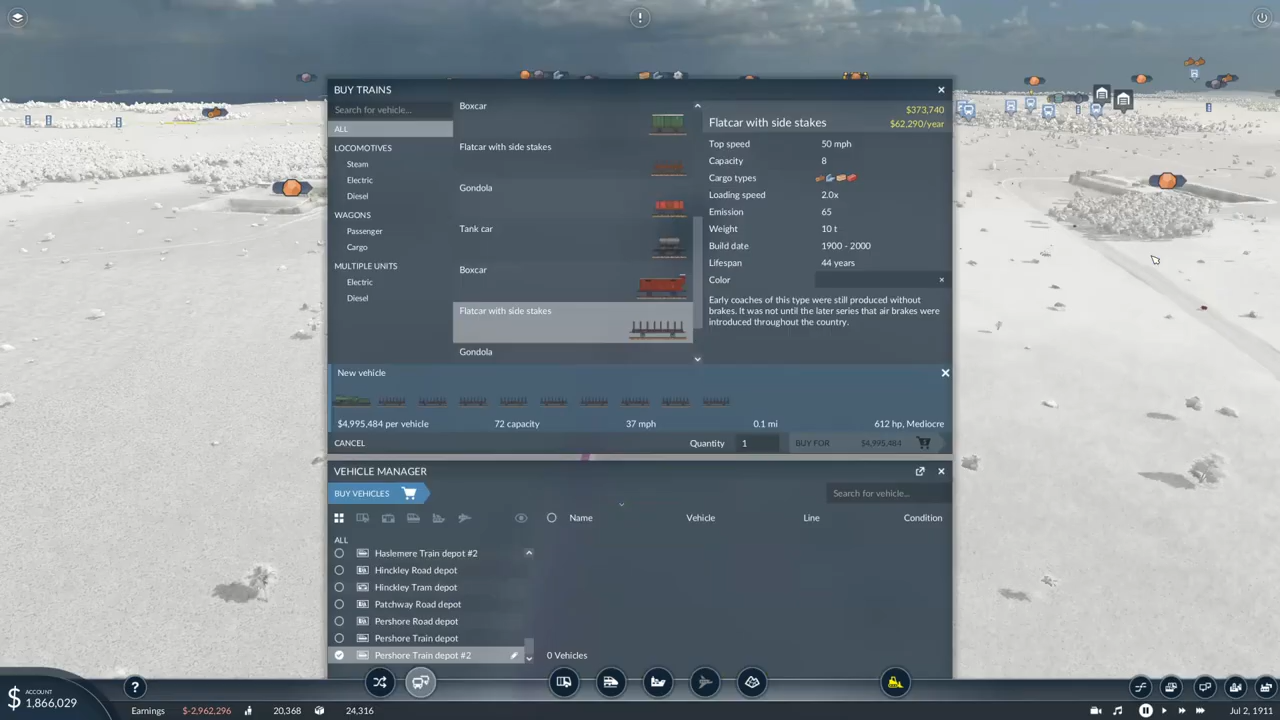 BUY TRAINS
Search for vehicle...
ALL
LOCOMOTIVES
Steam
Electric
Diesel
WAGONS
Passenger
Cargo
MULTIPLE UNITS
Electric
Diesel
Boxcar
Flatcar with side stakes
Gondola
Tank car
Boxcar
Flatcar with side stakes
Gondola
$373,740
Flatcar with side stakes
$62,290/year
Top speed 50 mph
Capacity 8
Cargo types
Loading speed 2.0x
Emission 65
Weight 10 t
Build date 1900 - 2000
Lifespan 44 years
Color
Early coaches of this type were still produced without
brakes. It was not until the later series that air brakes were
introduced throughout the country.
New vehicle
$4,995,484 per vehicle 72 capacity 37 mph 0.1 mi 612 hp, Mediocre
CANCEL Quantity 1 BUY FOR $4,995,484
VEHICLE MANAGER
BUY VEHICLES Search for vehicle...
Name Vehicle Line Condition
ALL
Haslemere Train depot #2
Hinckley Road depot
Hinckley Tram depot
Patchway Road depot
Pershore Road depot
Pershore Train depot
Pershore Train depot #2 0 Vehicles
$ ACCOUNT
1,866,029
?
Earnings $-2,962,296 20,368 24,316 Jul 2, 1911